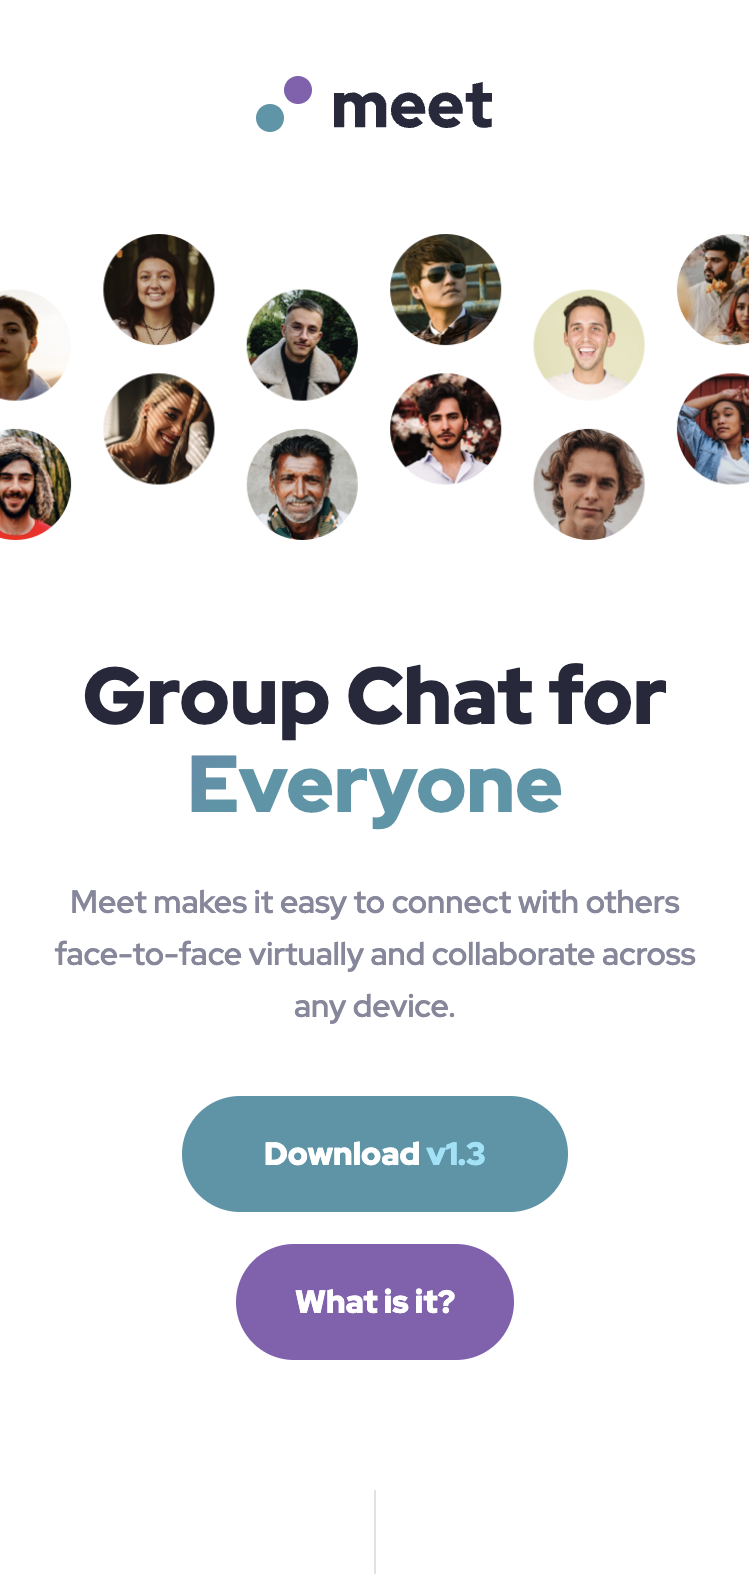 meet
Group Chat for
Everyone
Meet makes it easy to connect with others
face-to-face virtually and collaborate across
any device.
Download v1.3
What is it?